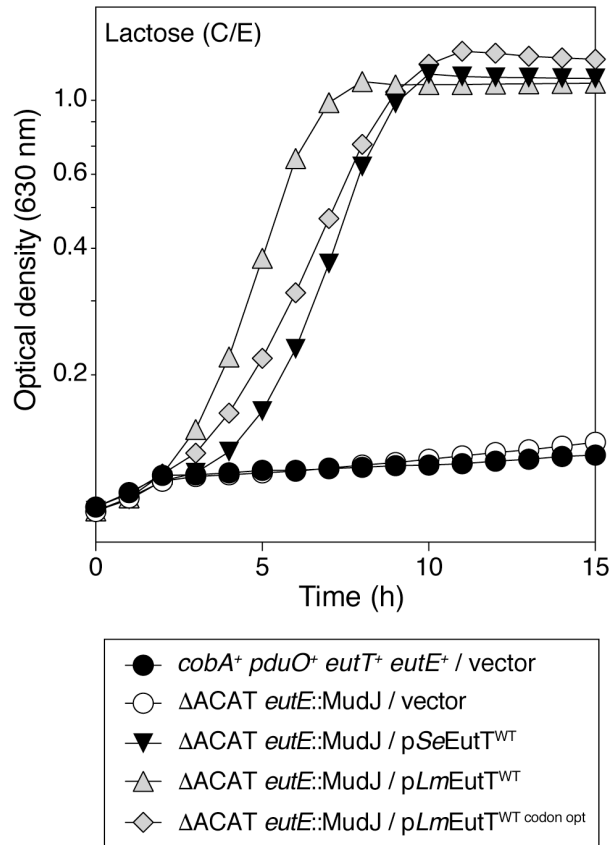 Lactose (C/E)
Optical density (630 nm)
1.0
0.6
0.4
0.2
0 5 10 15
Time (h)
cobA⁺ pduO⁺ eutT⁺ eutE⁺ / vector
ΔACAT eutE::MudJ / vector
ΔACAT eutE::MudJ / pSeEutTᵂᵀ
ΔACAT eutE::MudJ / pLmEutTᵂᵀ
ΔACAT eutE::MudJ / pLmEutTᵂᵀ ᶜᵒᵈᵒⁿ ᵒᵖᵗ